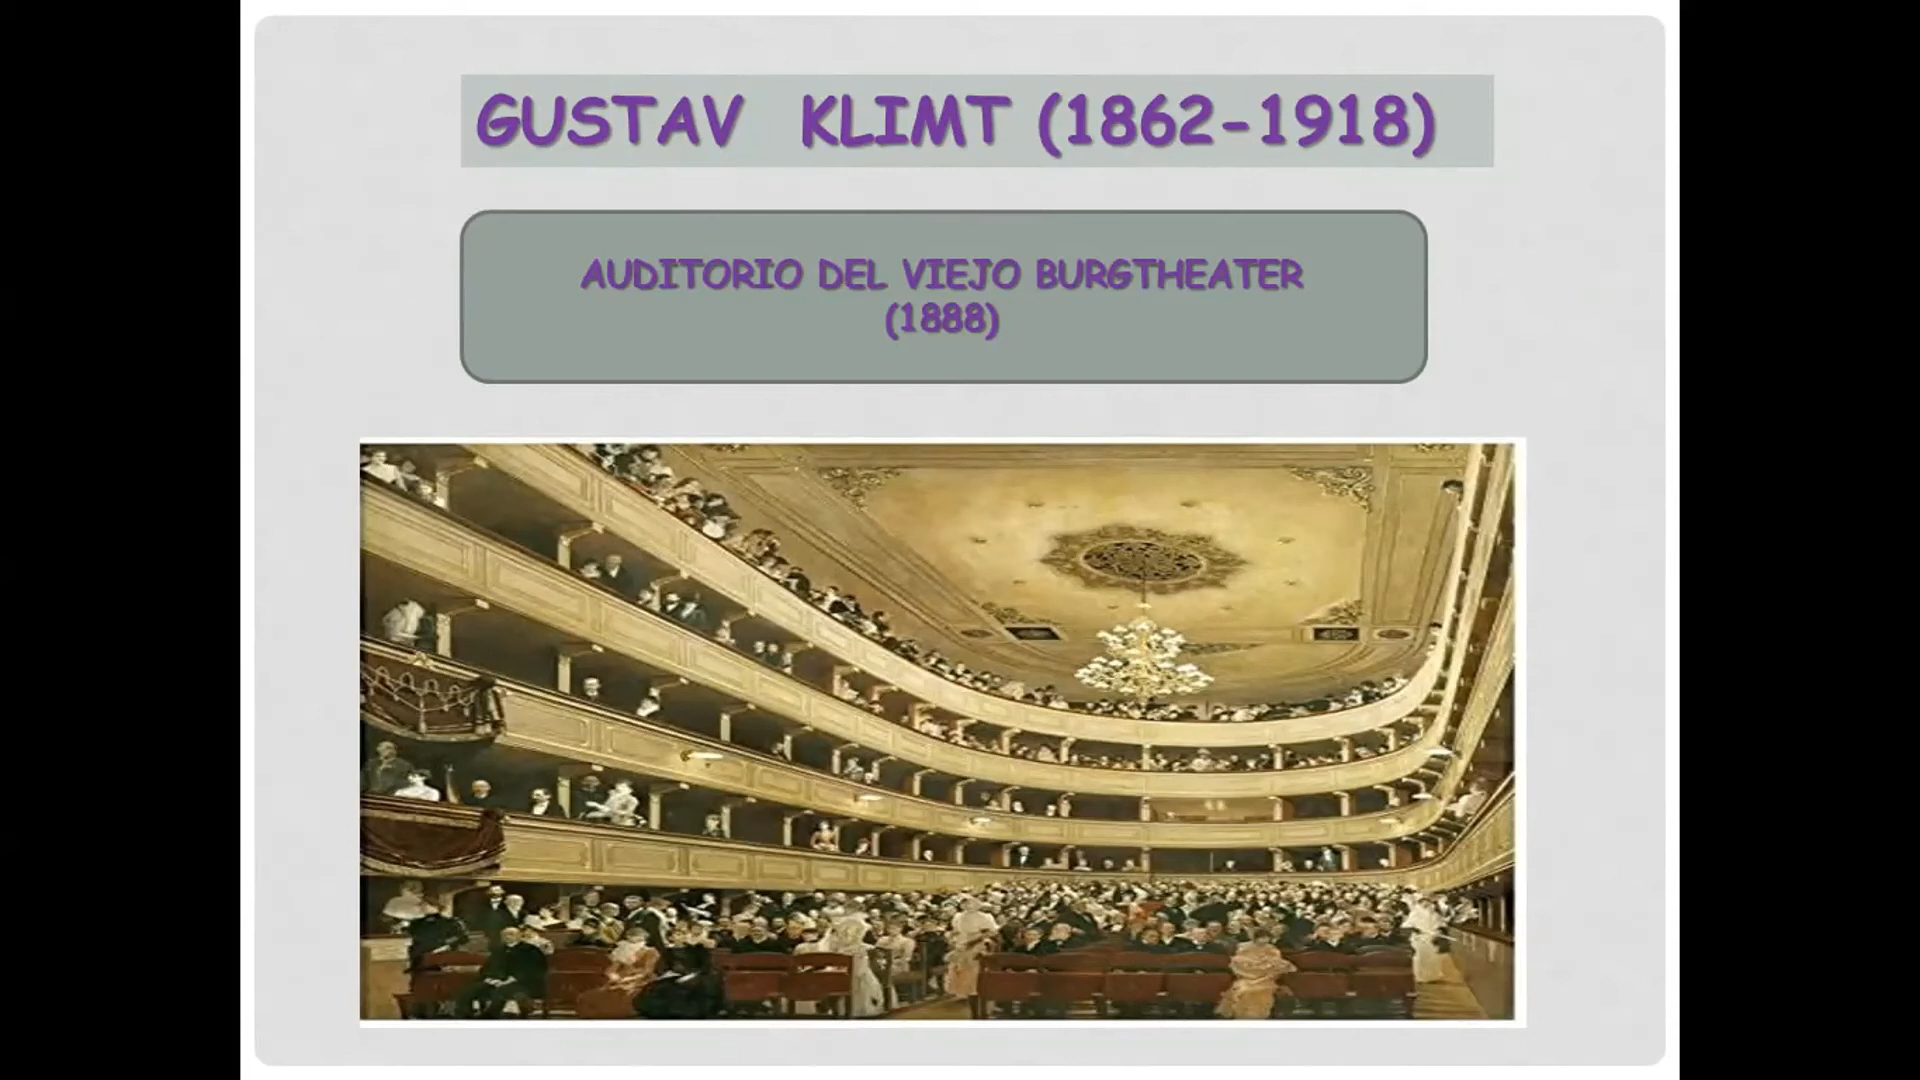 GUSTAV KLIMT (1862-1918)
AUDITORIO DEL VIEJO BURGTHEATER
(1888)